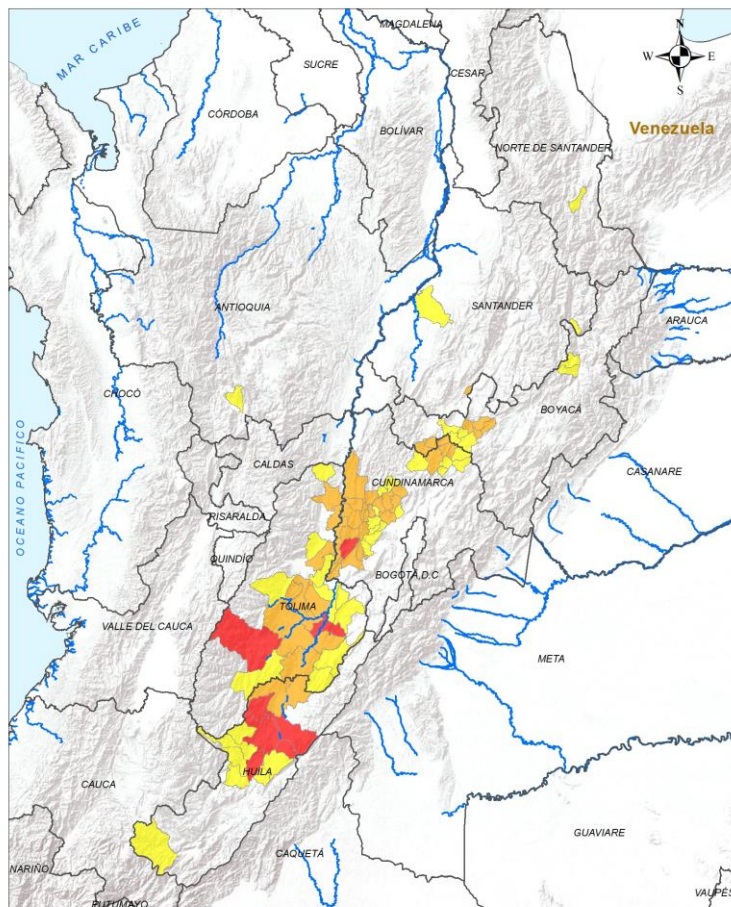 MAGDALENA
MAR CARIBE
SUCRE
CESAR
N
W
E
S
CÓRDOBA
BOLÍVAR
Venezuela
NORTE DE SANTANDER
ANTIOQUIA
SANTANDER
ARAUCA
CHOCÓ
BOYACÁ
CALDAS
CUNDINAMARCA
CASANARE
RISARALDA
OCEANO PACIFICO
QUINDÍO
BOGOTÁ, D.C
TOLIMA
VALLE DEL CAUCA
META
HUILA
CAUCA
GUAVIARE
CAQUETÁ
NARIÑO
PUTUMAYO
VAUPÉS